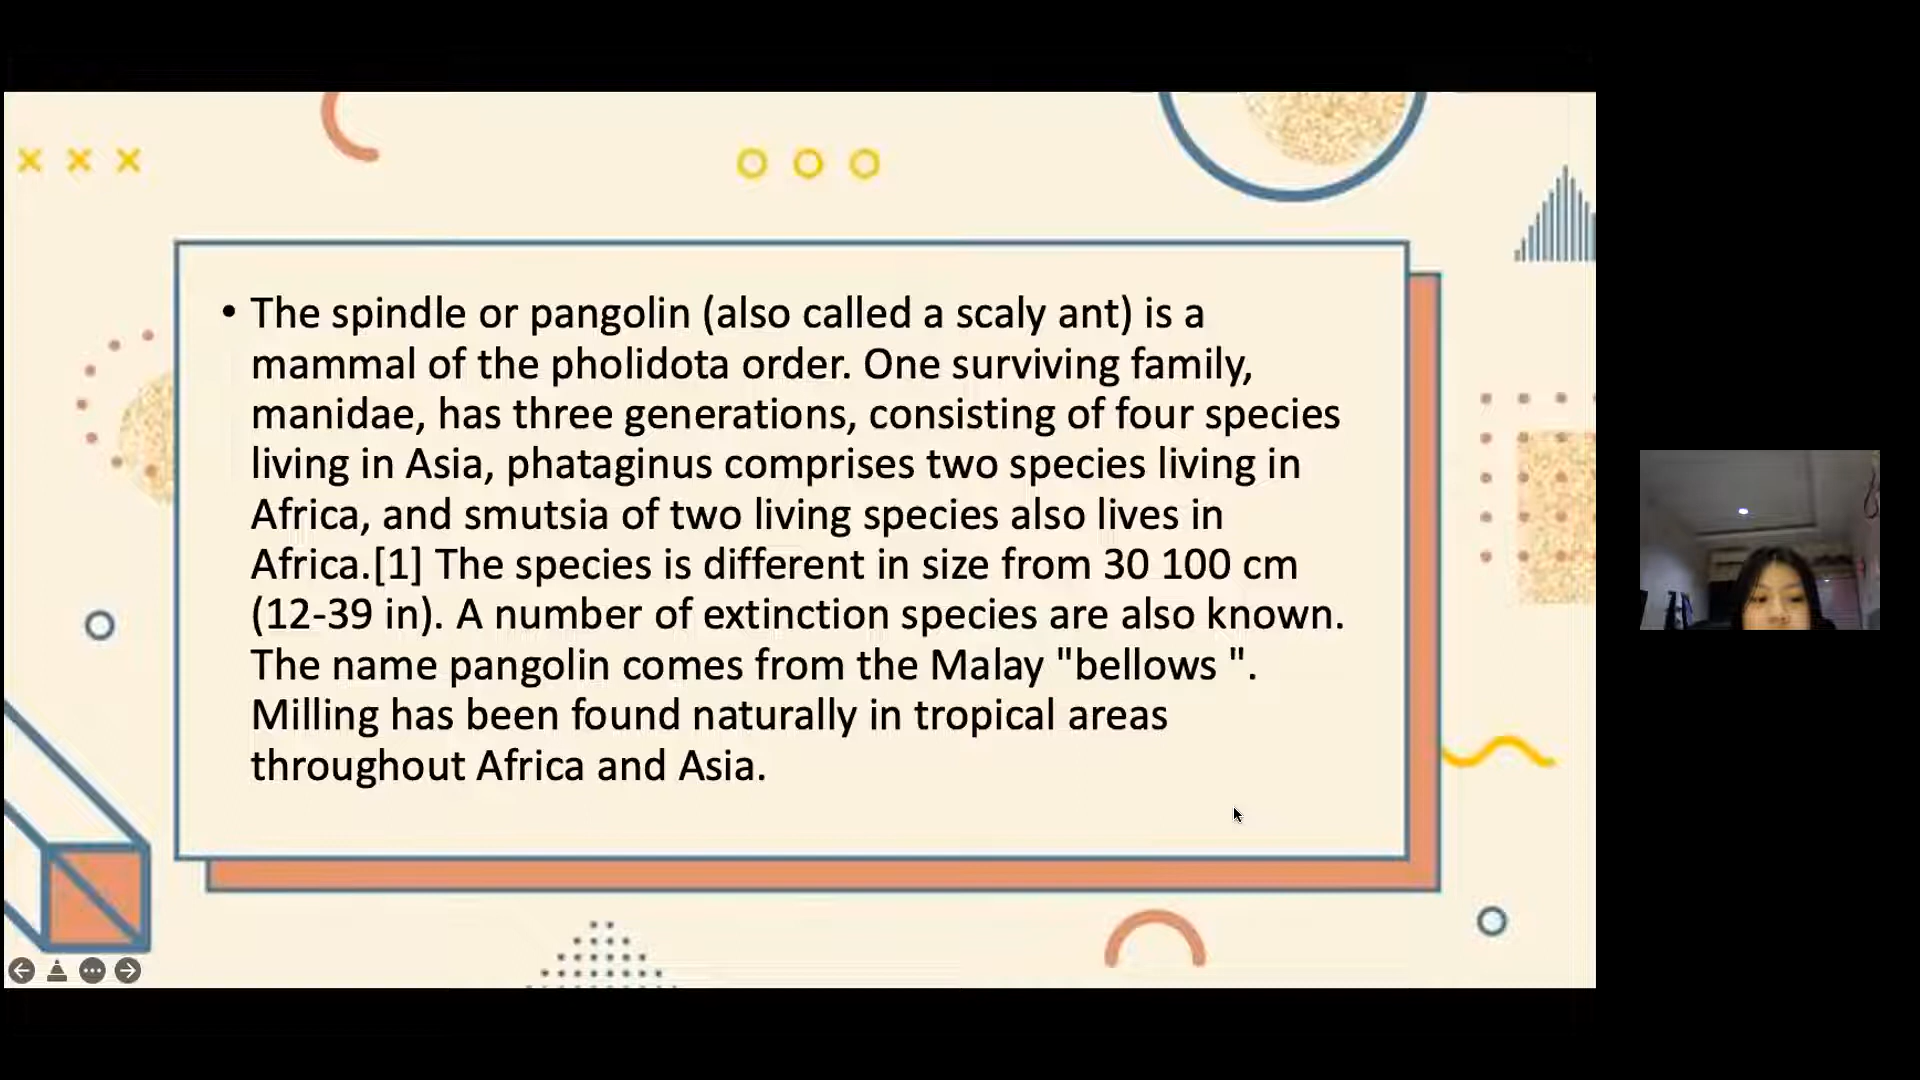 • The spindle or pangolin (also called a scaly ant) is a
mammal of the pholidota order. One surviving family,
manidae, has three generations, consisting of four species
living in Asia, phataginus comprises two species living in
Africa, and smutsia of two living species also lives in
Africa.[1] The species is different in size from 30 100 cm
(12-39 in). A number of extinction species are also known.
The name pangolin comes from the Malay "bellows ".
Milling has been found naturally in tropical areas
throughout Africa and Asia.